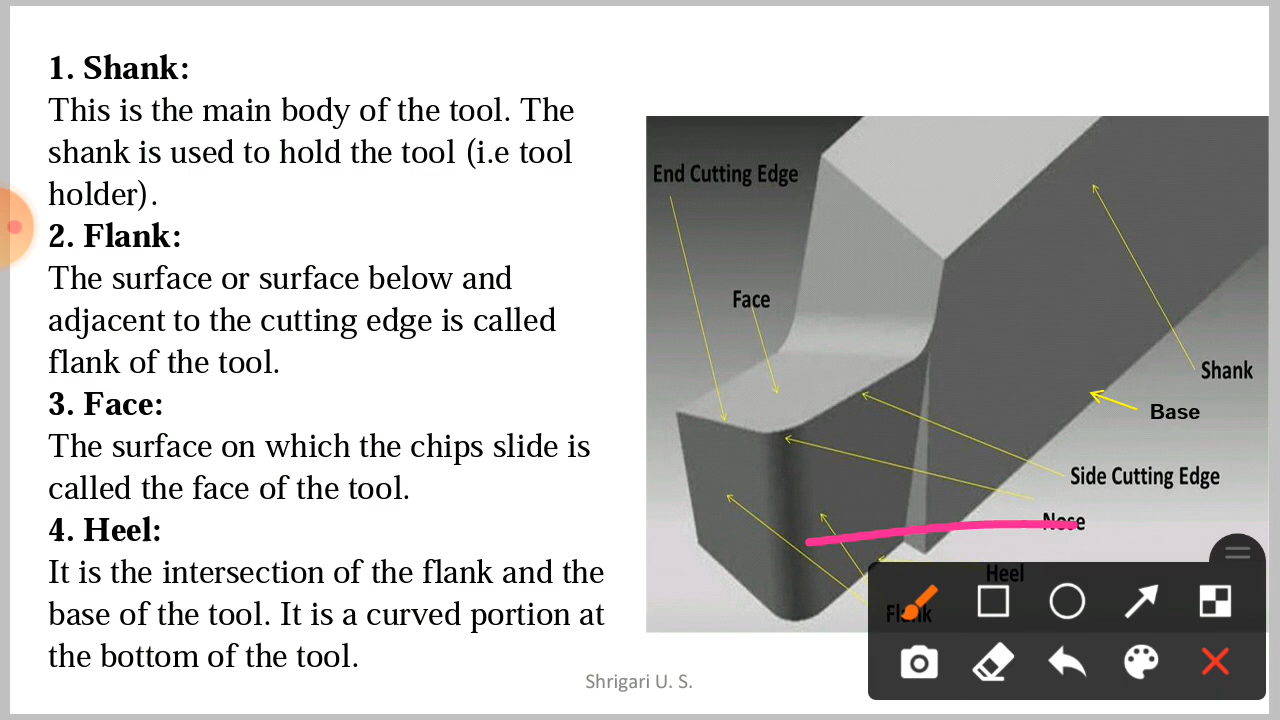 1. Shank:
This is the main body of the tool. The
shank is used to hold the tool (i.e tool
holder).
2. Flank:
The surface or surface below and
adjacent to the cutting edge is called
flank of the tool.
3. Face:
The surface on which the chips slide is
called the face of the tool.
4. Heel:
It is the intersection of the flank and the
base of the tool. It is a curved portion at
the bottom of the tool.
End Cutting Edge
Face
Shank
Base
Side Cutting Edge
Nose
Heel
Flank
Shrigari U. S.